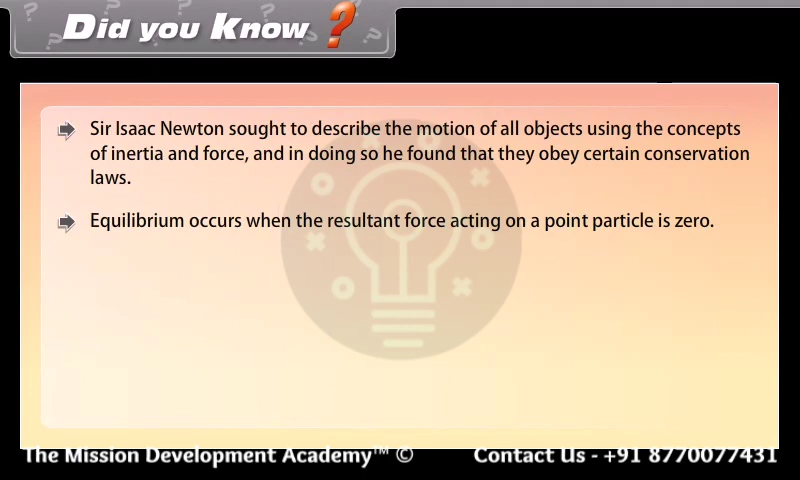 Did you Know ?
Sir Isaac Newton sought to describe the motion of all objects using the concepts
of inertia and force, and in doing so he found that they obey certain conservation
laws.
Equilibrium occurs when the resultant force acting on a point particle is zero.
The Mission Development Academy™ © Contact Us - +91 8770077431